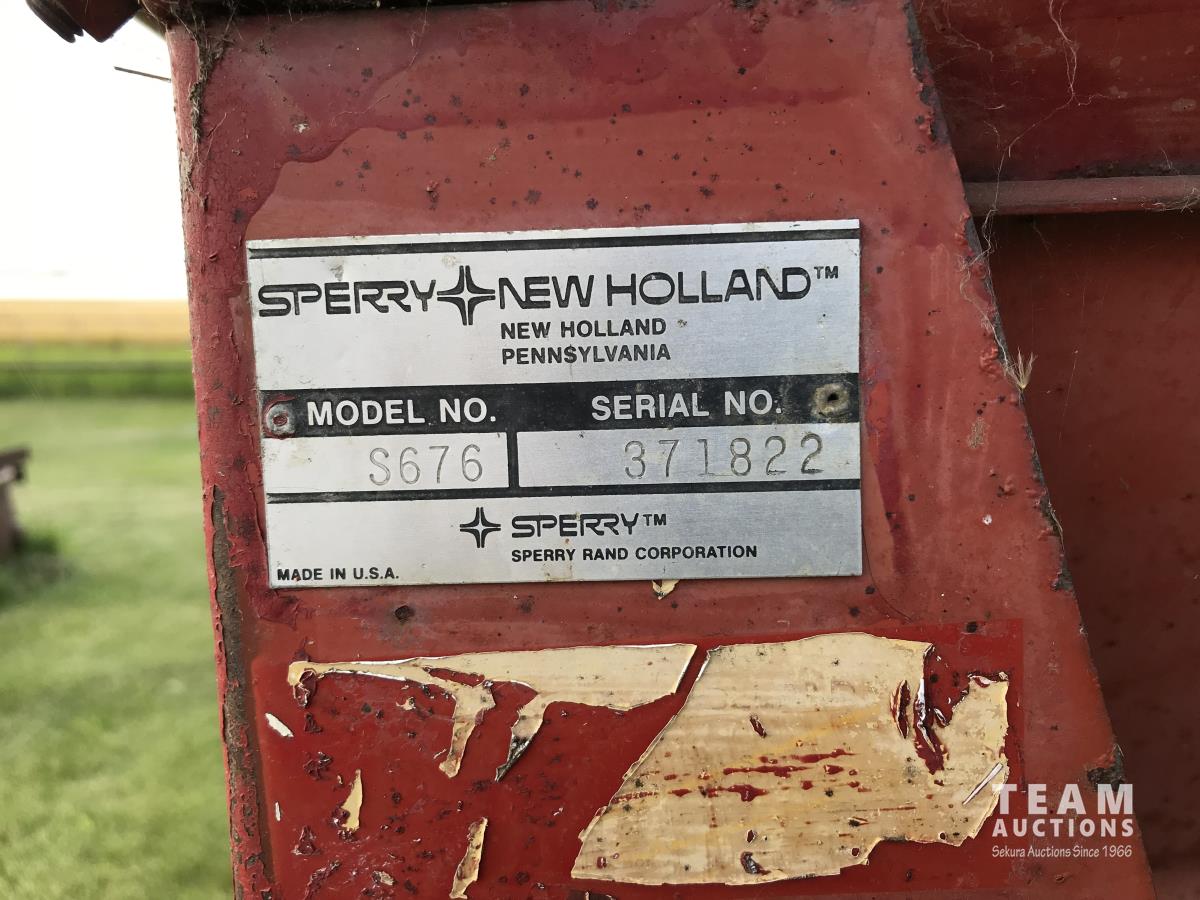 SPERRY NEW HOLLAND™
NEW HOLLAND
PENNSYLVANIA
MODEL NO. SERIAL NO.
S676 371822
SPERRY™
SPERRY RAND CORPORATION
MADE IN U.S.A.
TEAM
AUCTIONS
Sekura Auctions Since 1966